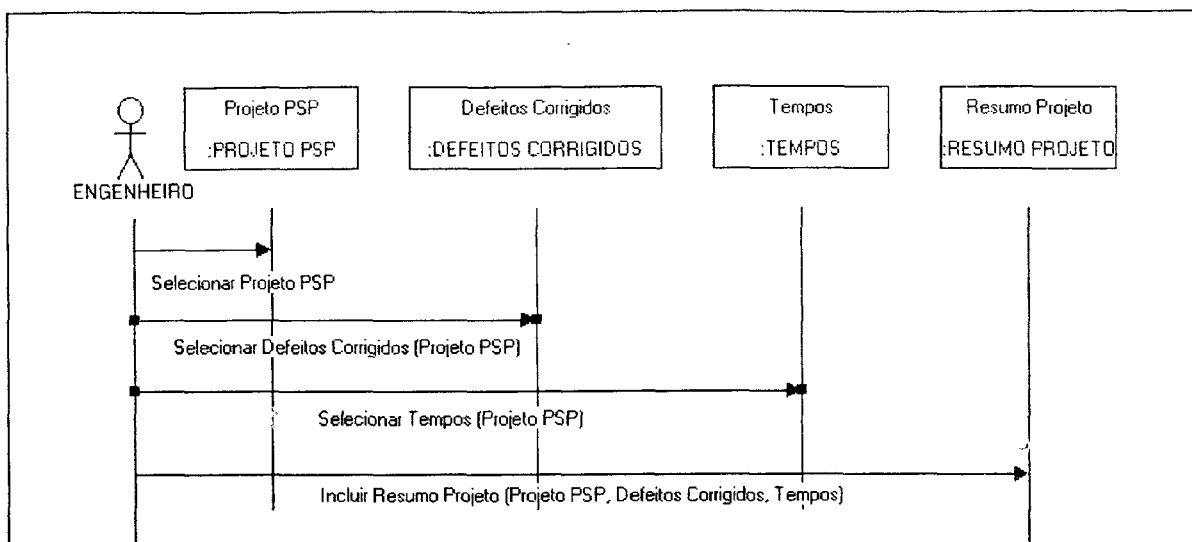 Projeto PSP
:PROJETO PSP
Defeitos Corrigidos
:DEFEITOS CORRIGIDOS
Tempos
:TEMPOS
Resumo Projeto
:RESUMO PROJETO
ENGENHEIRO
Selecionar Projeto PSP
Selecionar Defeitos Corrigidos (Projeto PSP)
Selecionar Tempos (Projeto PSP)
Incluir Resumo Projeto (Projeto PSP, Defeitos Corrigidos, Tempos)